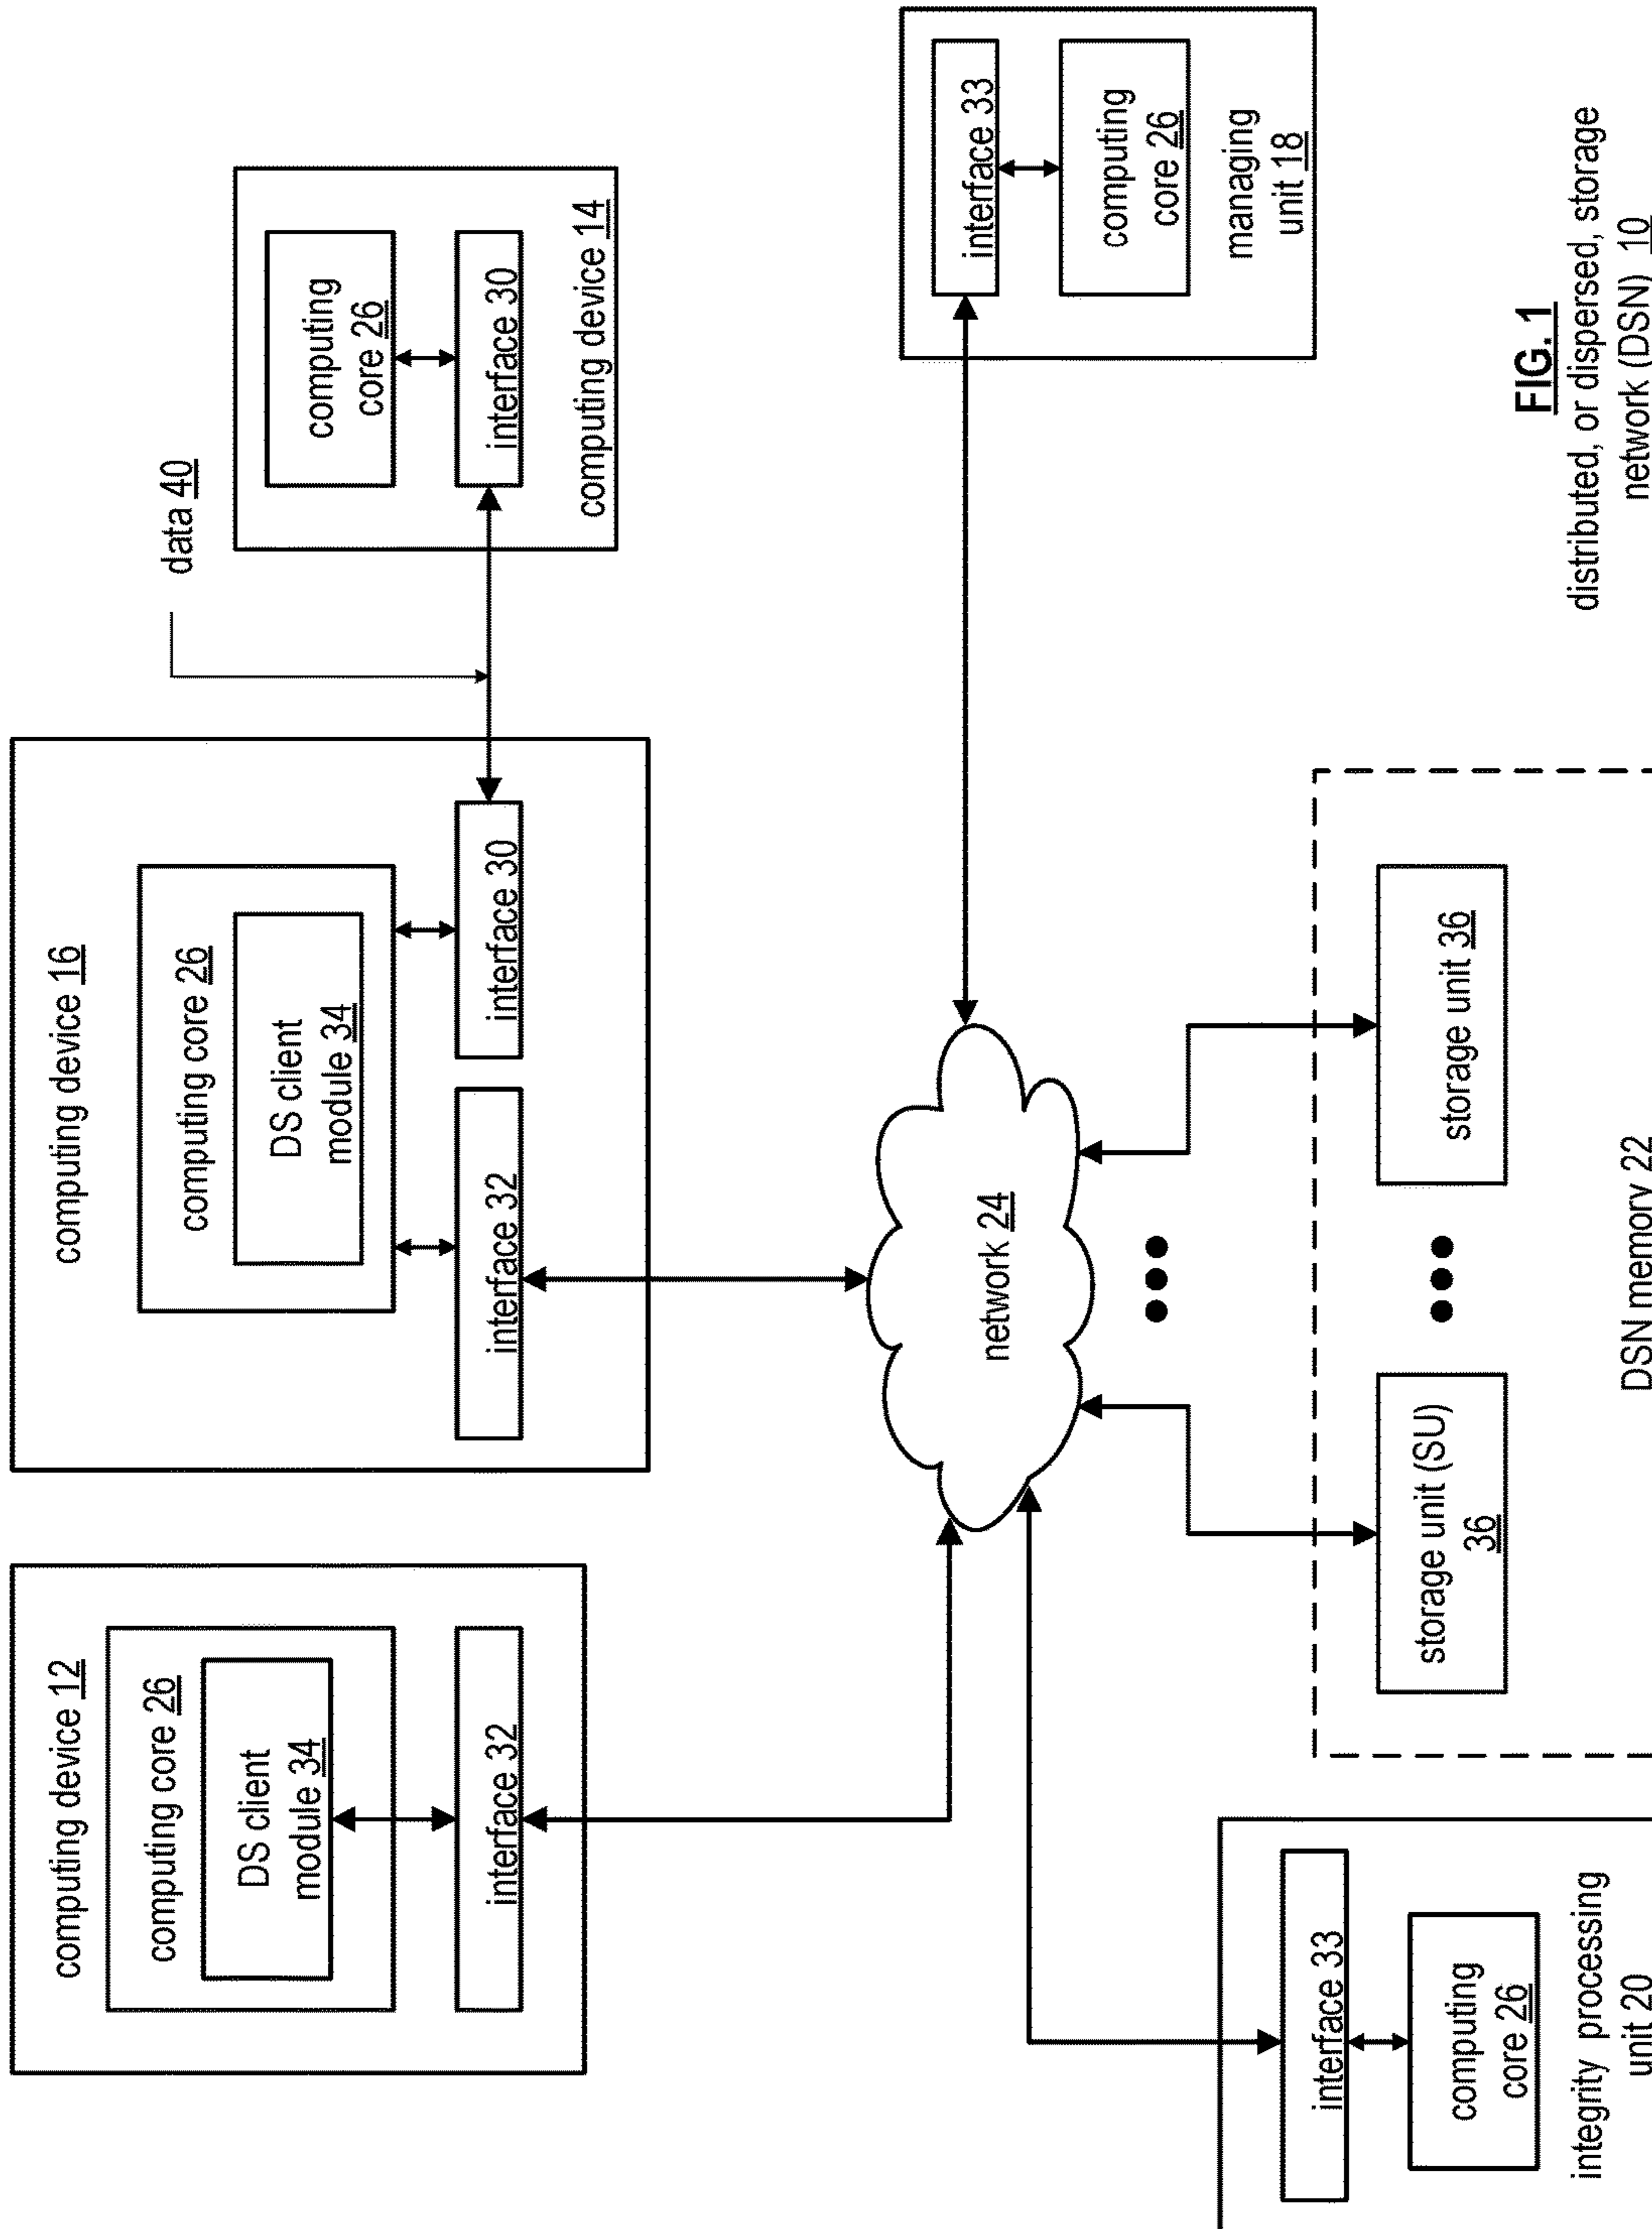 computing device 12
computing core 26
DS client
module 34
interface 32
computing device 16
computing core 26
DS client
module 34
interface 32
interface 30
data 40
computing
core 26
interface 30
computing device 14
network 24
interface 33
computing
core 26
managing
unit 18
interface 33
computing
core 26
integrity processing
unit 20
storage unit (SU)
36
storage unit 36
DSN memory 22
FIG. 1
distributed, or dispersed, storage
network (DSN) 10